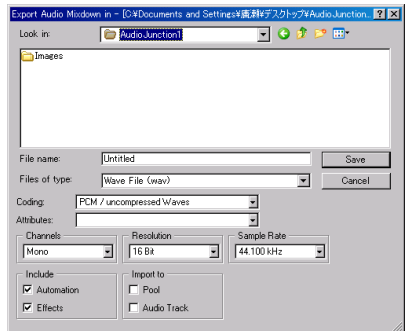 Export Audio Mixdown in - [C:¥Documents and Settings¥廣瀬¥デスクトップ¥AudioJunction...
Look in:
AudioJunction1
Images
File name:
Untitled
Save
Files of type:
Wave File (wav)
Cancel
Coding:
PCM / uncompressed Waves
Attributes:
Channels
Resolution
Sample Rate
Mono
16 Bit
44.100 kHz
Include
Import to
Automation
Pool
Effects
Audio Track